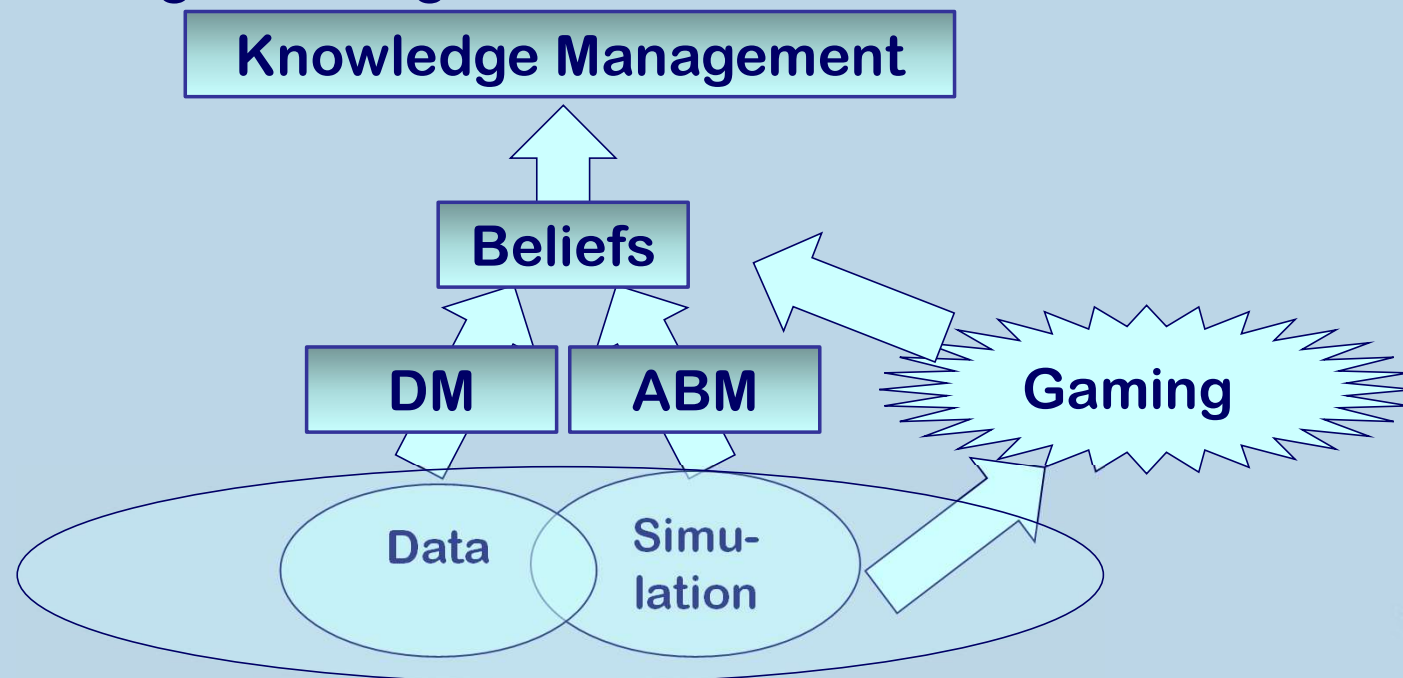 Knowledge Management
Beliefs
DM
ABM
Gaming
Data
Simu-
lation